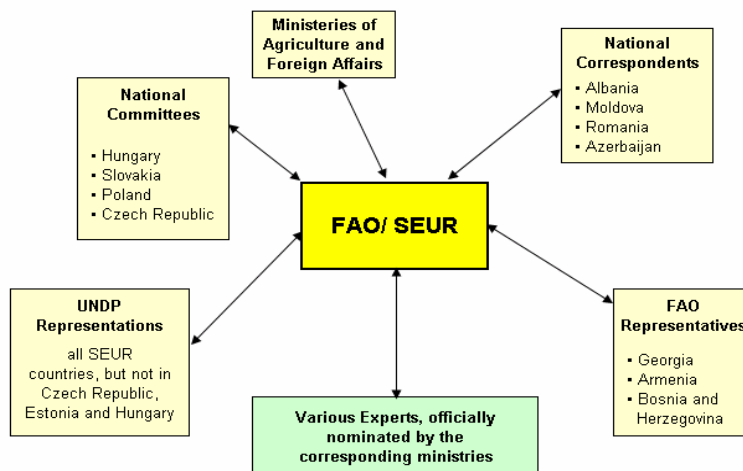 Ministeries of
Agriculture and
Foreign Affairs
National
Correspondents
▪ Albania
▪ Moldova
▪ Romania
▪ Azerbaijan
National
Committees
▪ Hungary
▪ Slovakia
▪ Poland
▪ Czech Republic
FAO/ SEUR
UNDP
Representations
all SEUR
countries, but not in
Czech Republic,
Estonia and Hungary
FAO
Representatives
▪ Georgia
▪ Armenia
▪ Bosnia and
Herzegovina
Various Experts, officially
nominated by the
corresponding ministries